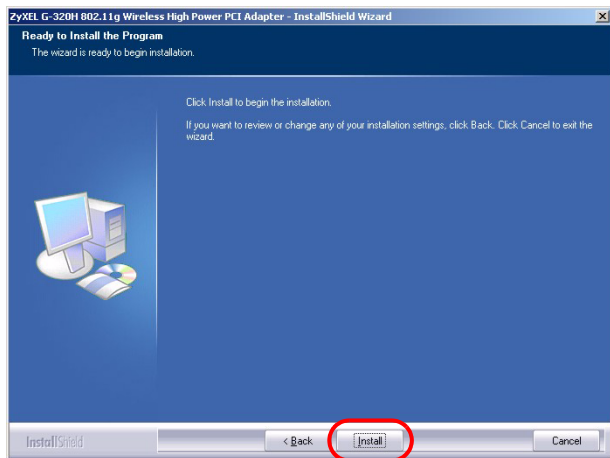 ZyXEL G-320H 802.11g Wireless High Power PCI Adapter - InstallShield Wizard
Ready to Install the Program
The wizard is ready to begin installation.
Click Install to begin the installation.
If you want to review or change any of your installation settings, click Back. Click Cancel to exit the
wizard.
InstallShield
< Back
Install
Cancel